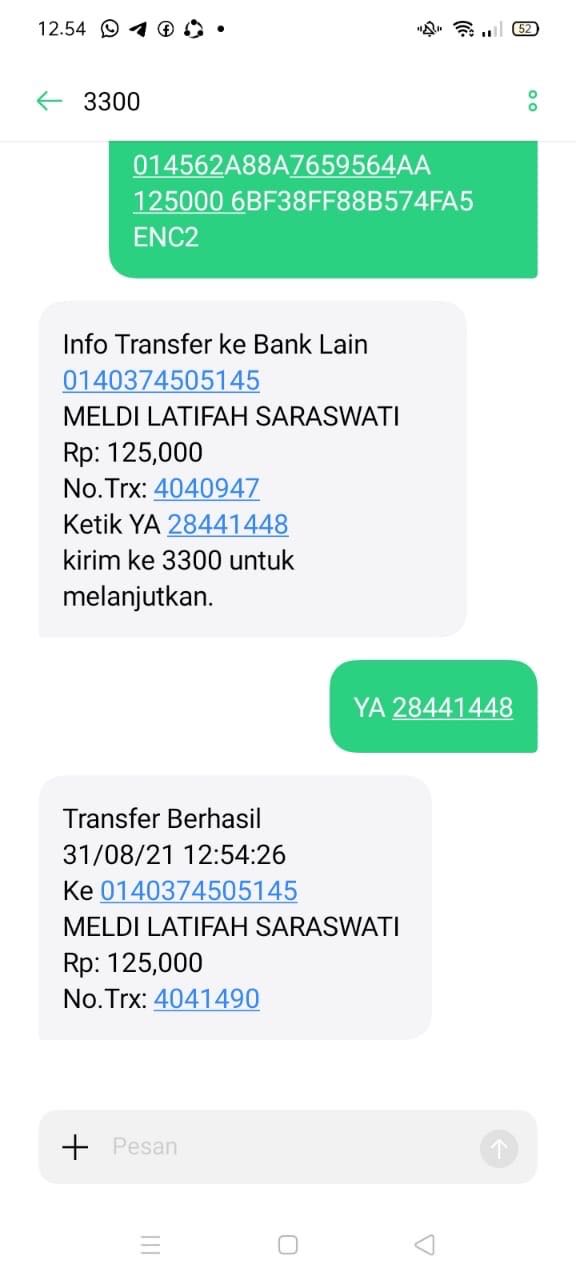 12.54
52
3300
014562A88A7659564AA
125000 6BF38FF88B574FA5
ENC2
Info Transfer ke Bank Lain
0140374505145
MELDI LATIFAH SARASWATI
Rp: 125,000
No.Trx: 4040947
Ketik YA 28441448
kirim ke 3300 untuk
melanjutkan.
YA 28441448
Transfer Berhasil
31/08/21 12:54:26
Ke 0140374505145
MELDI LATIFAH SARASWATI
Rp: 125,000
No.Trx: 4041490
Pesan